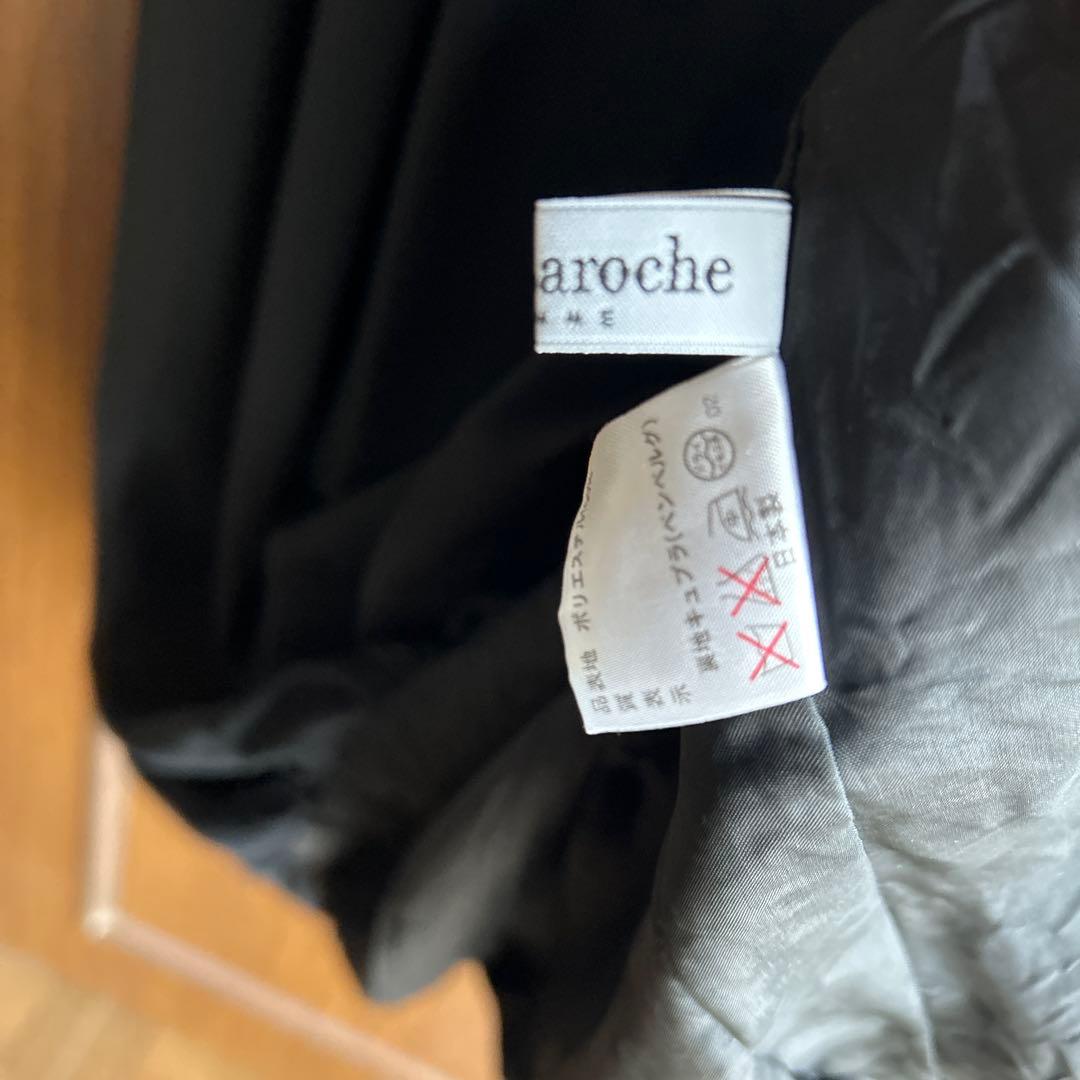 aroche
02
日本製
品質表示
表地 ポリエステル
裏地キュプラ(ベンベルグ)